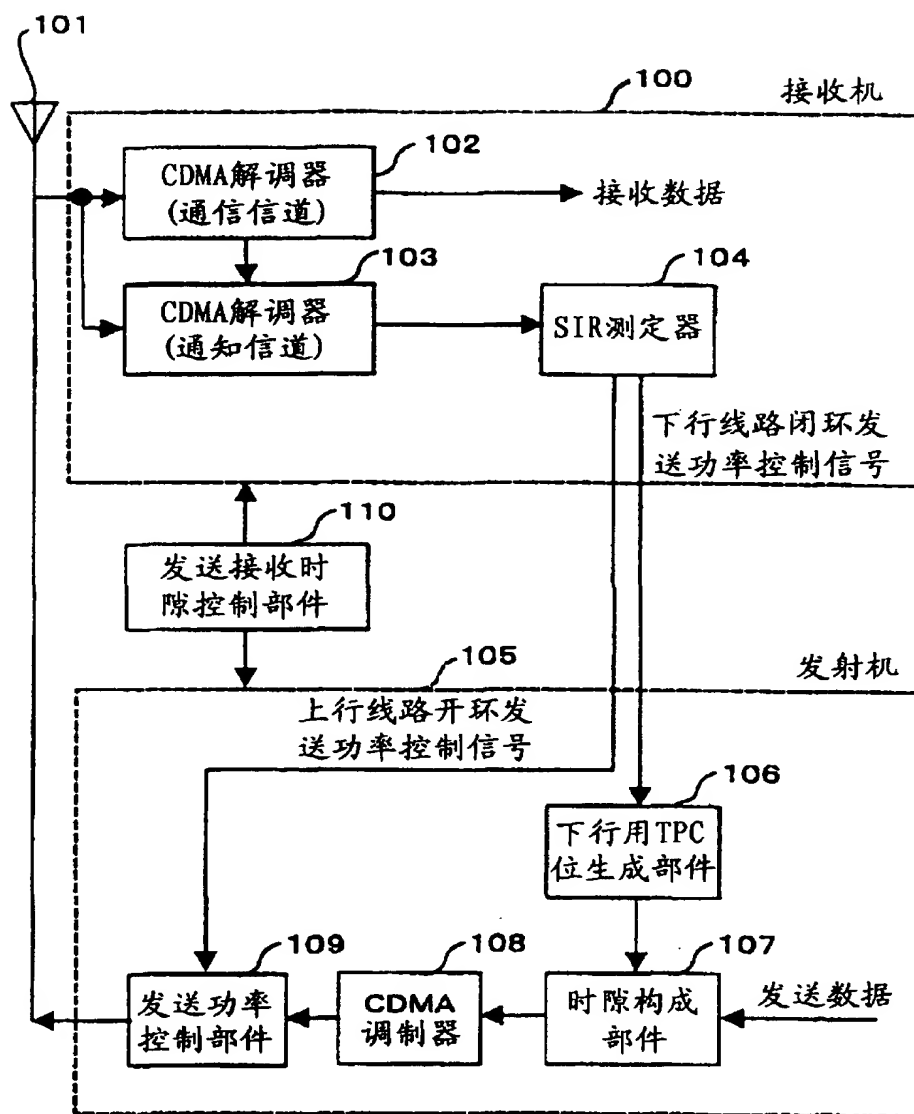 101
100
接收机
102
CDMA解调器
(通信信道)
接收数据
103
CDMA解调器
(通知信道)
104
SIR测定器
下行线路闭环发
送功率控制信号
110
发送接收时
隙控制部件
105
发射机
上行线路开环发
送功率控制信号
106
下行用TPC
位生成部件
109
发送功率
控制部件
108
CDMA
调制器
107
时隙构成
部件
发送数据